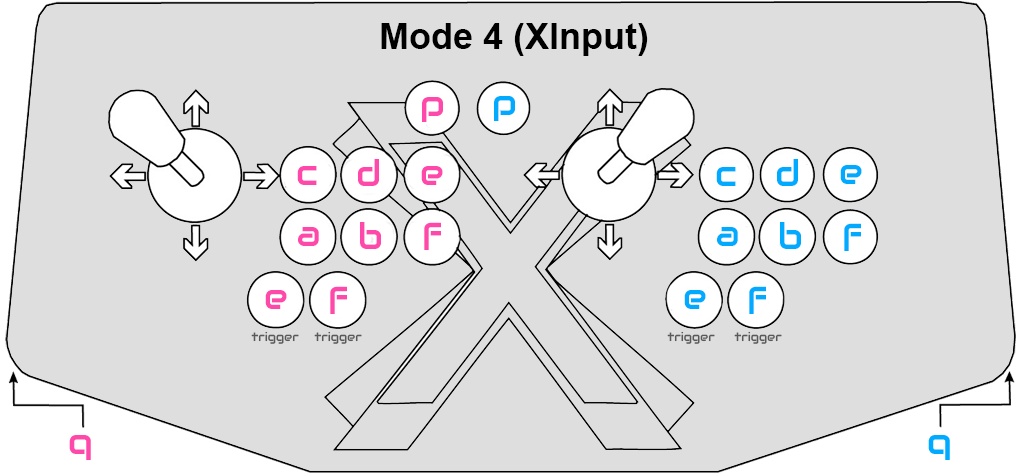 Mode 4 (XInput)
p p
c d e c d e
a b F a b F
e F e F
trigger trigger trigger trigger
q q